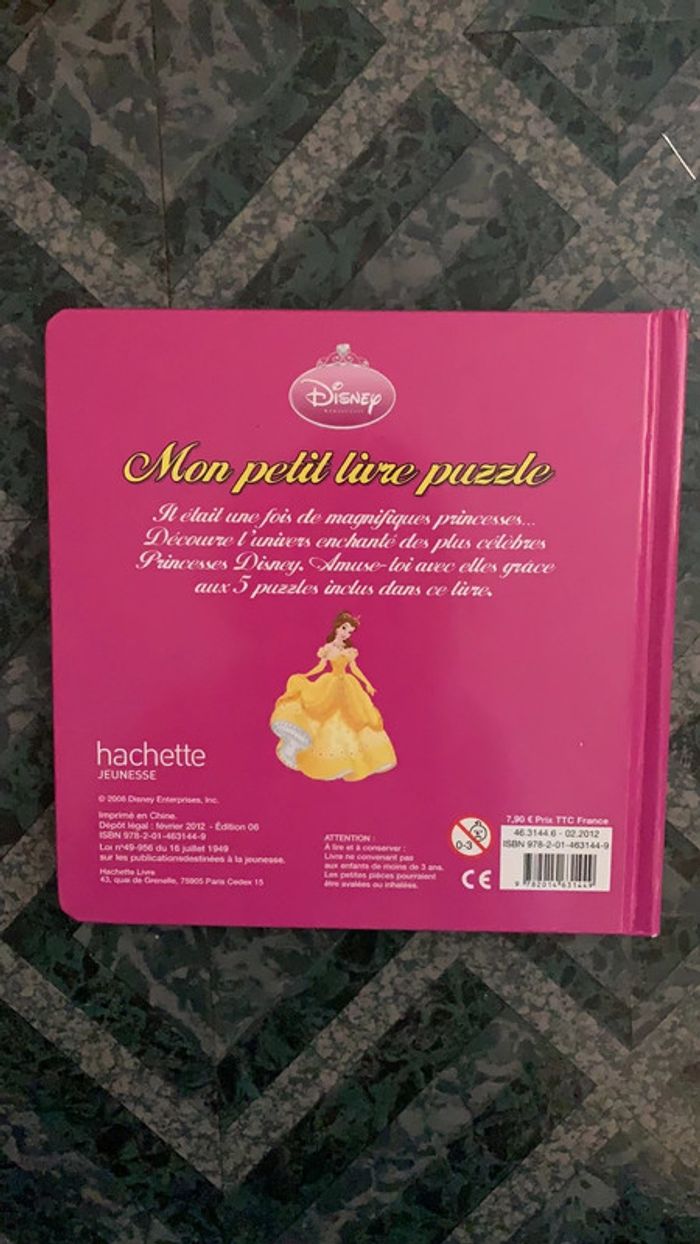 Disney
Mon petit livre puzzle
Il était une fois de magnifiques princesses...
Découvre l'univers enchanté des plus célèbres
Princesses Disney. Amuse-toi avec elles grâce
aux 5 puzzles inclus dans ce livre.
hachette
JEUNESSE
© 2008 Disney Enterprises, Inc.
Imprimé en Chine.
Dépôt légal : février 2012 - Édition 06
ISBN 978-2-01-463144-9
Loi n°49-956 du 16 juillet 1949
sur les publicationsdestinées à la jeunesse.
Hachette Livre
43, quai de Grenelle, 75905 Paris Cedex 15
ATTENTION :
À lire et à conserver :
Livre ne convenant pas
aux enfants de moins de 3 ans.
Les petites pièces pourraient
être avalées ou inhalées.
0-3
CE
7,90 € Prix TTC France
46.3144.6 - 02.2012
ISBN 978-2-01-463144-9
9 782014 631449